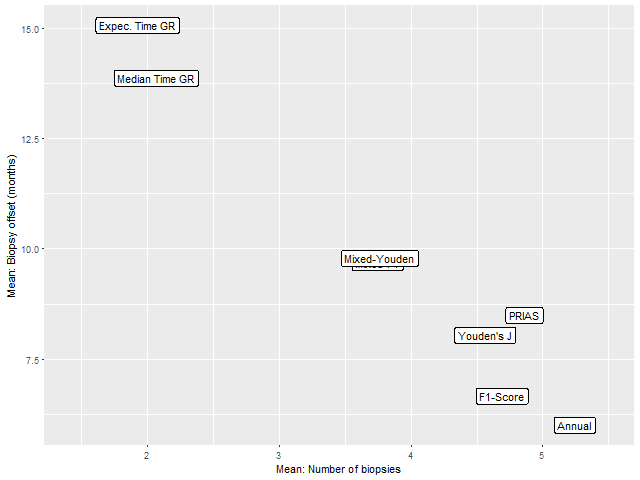 Expec. Time GR
Median Time GR
Mixed-Youden
PRIAS
Youden's J
F1-Score
Annual
15.0
12.5
10.0
7.5
2
3
4
5
Mean: Number of biopsies
Mean: Biopsy offset (months)